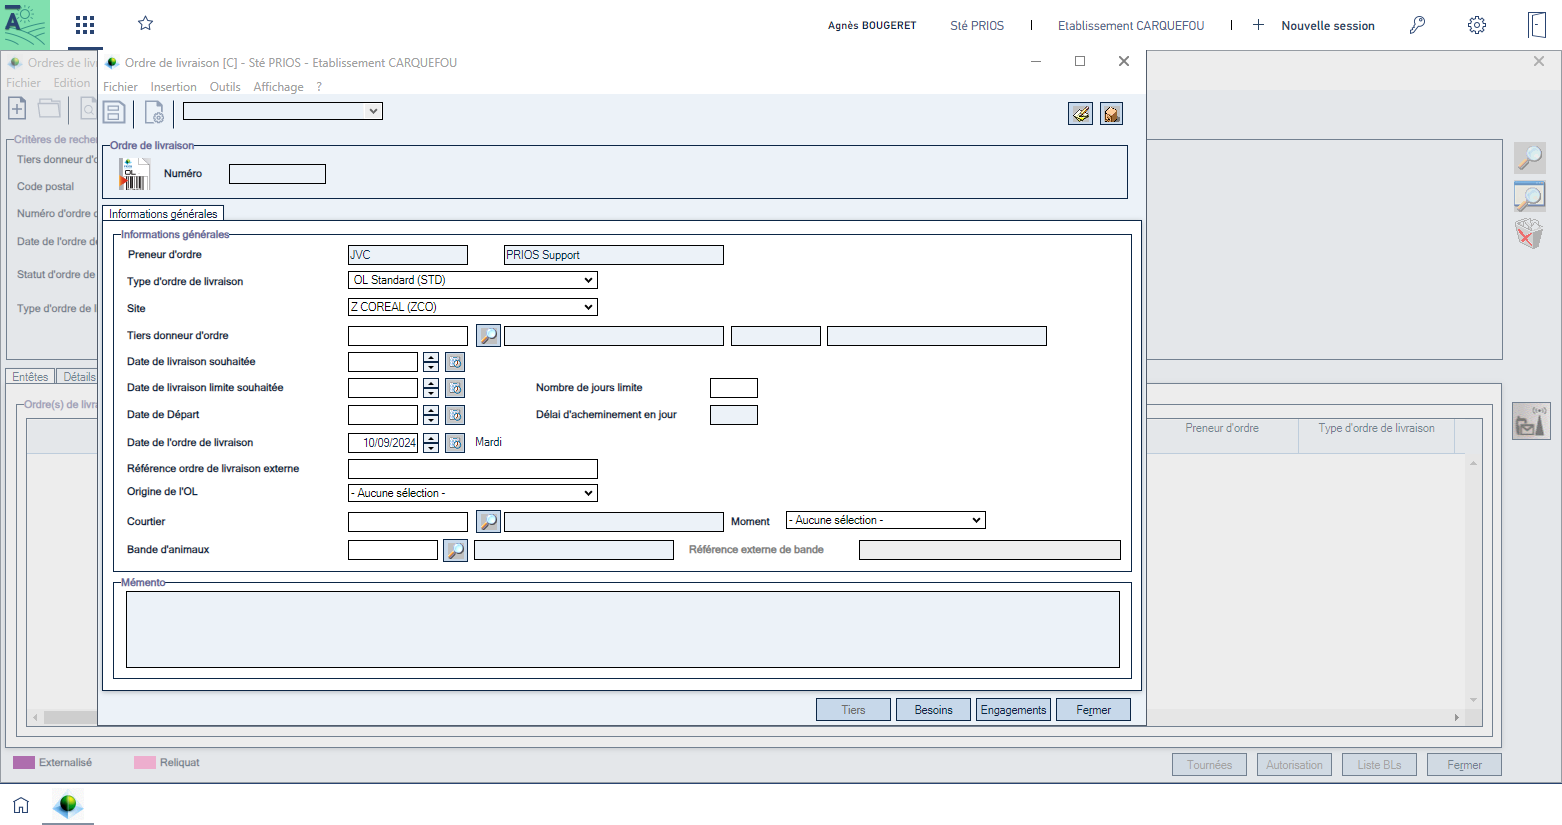 Agnès BOUGERET Sté PRIOS Etablissement CARQUEFOU Nouvelle session
Ordres de liv
Fichier Edition
Critères de reche
Tiers donneur d'o
Code postal
Numéro d'ordre d
Date de l'ordre de
Statut d'ordre de
Type d'ordre de l
Entêtes Détails
Ordre(s) de livra
Ordre de livraison [C] - Sté PRIOS - Etablissement CARQUEFOU
Fichier Insertion Outils Affichage ?
Ordre de livraison
OL
Numéro
Informations générales
Informations générales
Preneur d'ordre JVC PRIOS Support
Type d'ordre de livraison OL Standard (STD)
Site Z COREAL (ZCO)
Tiers donneur d'ordre
Date de livraison souhaitée
Date de livraison limite souhaitée Nombre de jours limite
Date de Départ Délai d'acheminement en jour
Date de l'ordre de livraison 10/09/2024 Mardi
Référence ordre de livraison externe
Origine de l'OL - Aucune sélection -
Courtier Moment - Aucune sélection -
Bande d'animaux Référence externe de bande
Mémento
Tiers Besoins Engagements Fermer
Preneur d'ordre Type d'ordre de livraison
Externalisé Reliquat
Tournées Autorisation Liste BLs Fermer